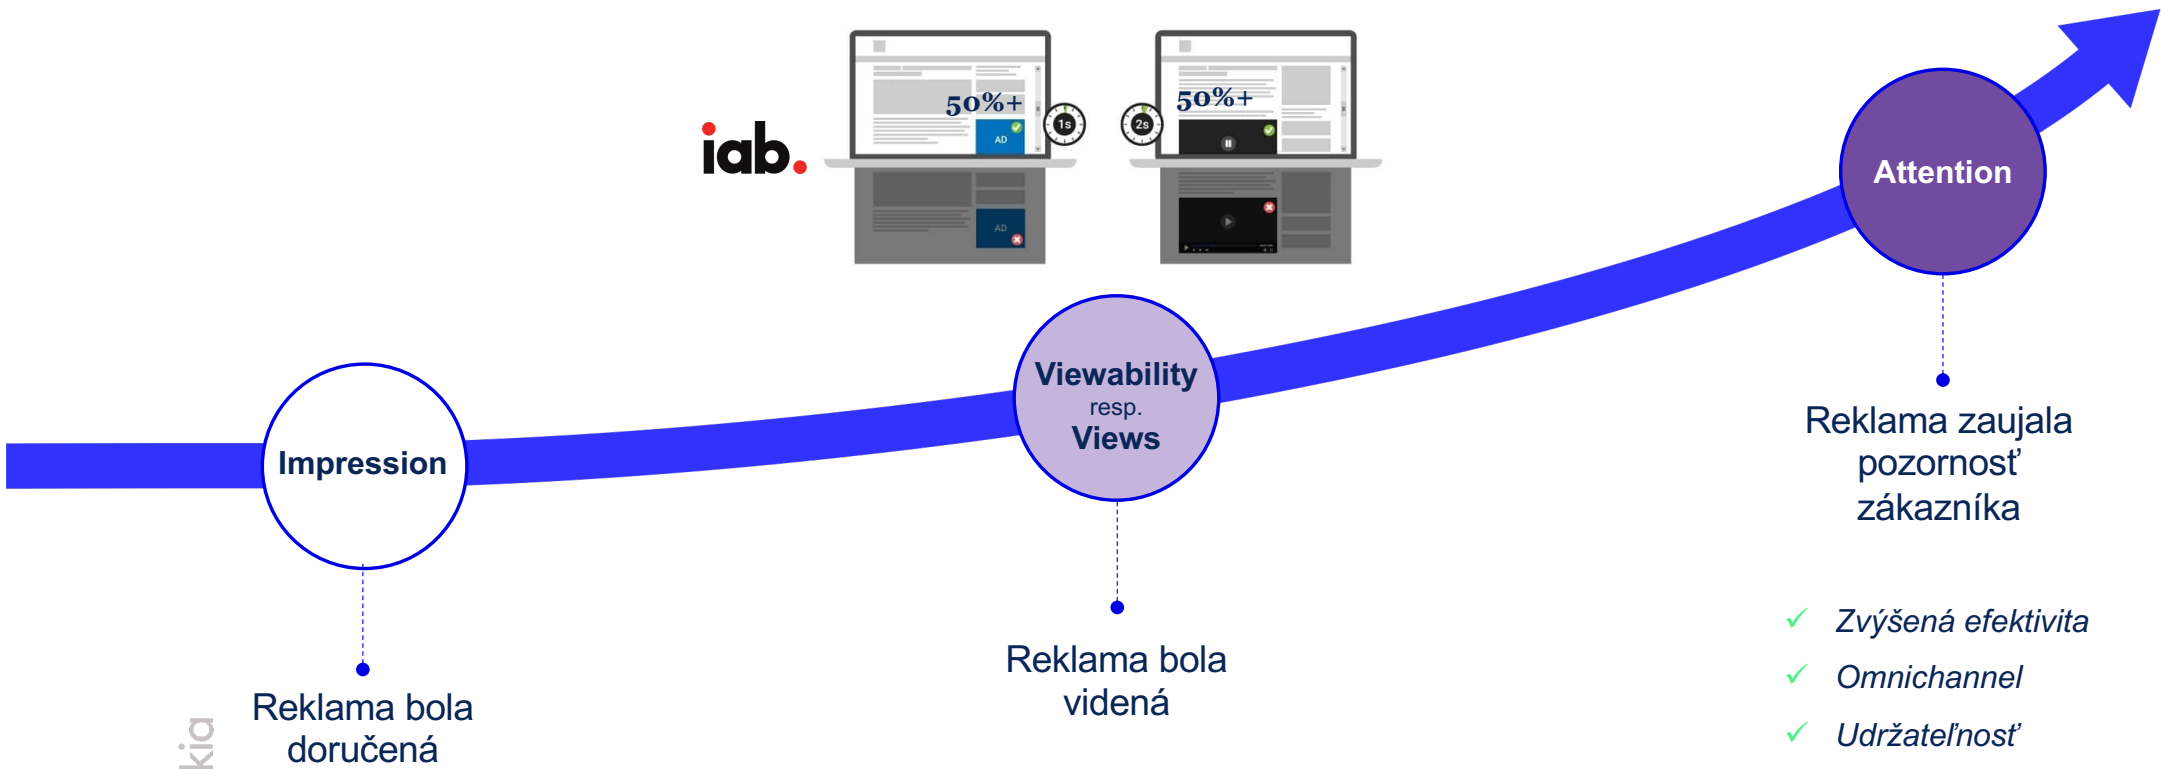 iab.
50%+
1s
AD
AD
2s
50%+
Attention
Reklama zaujala
pozornosť
zákazníka
Viewability
resp.
Views
Impression
Reklama bola
videná
Reklama bola
doručená
✓ Zvýšená efektivita
✓ Omnichannel
✓ Udržateľnosť
kia